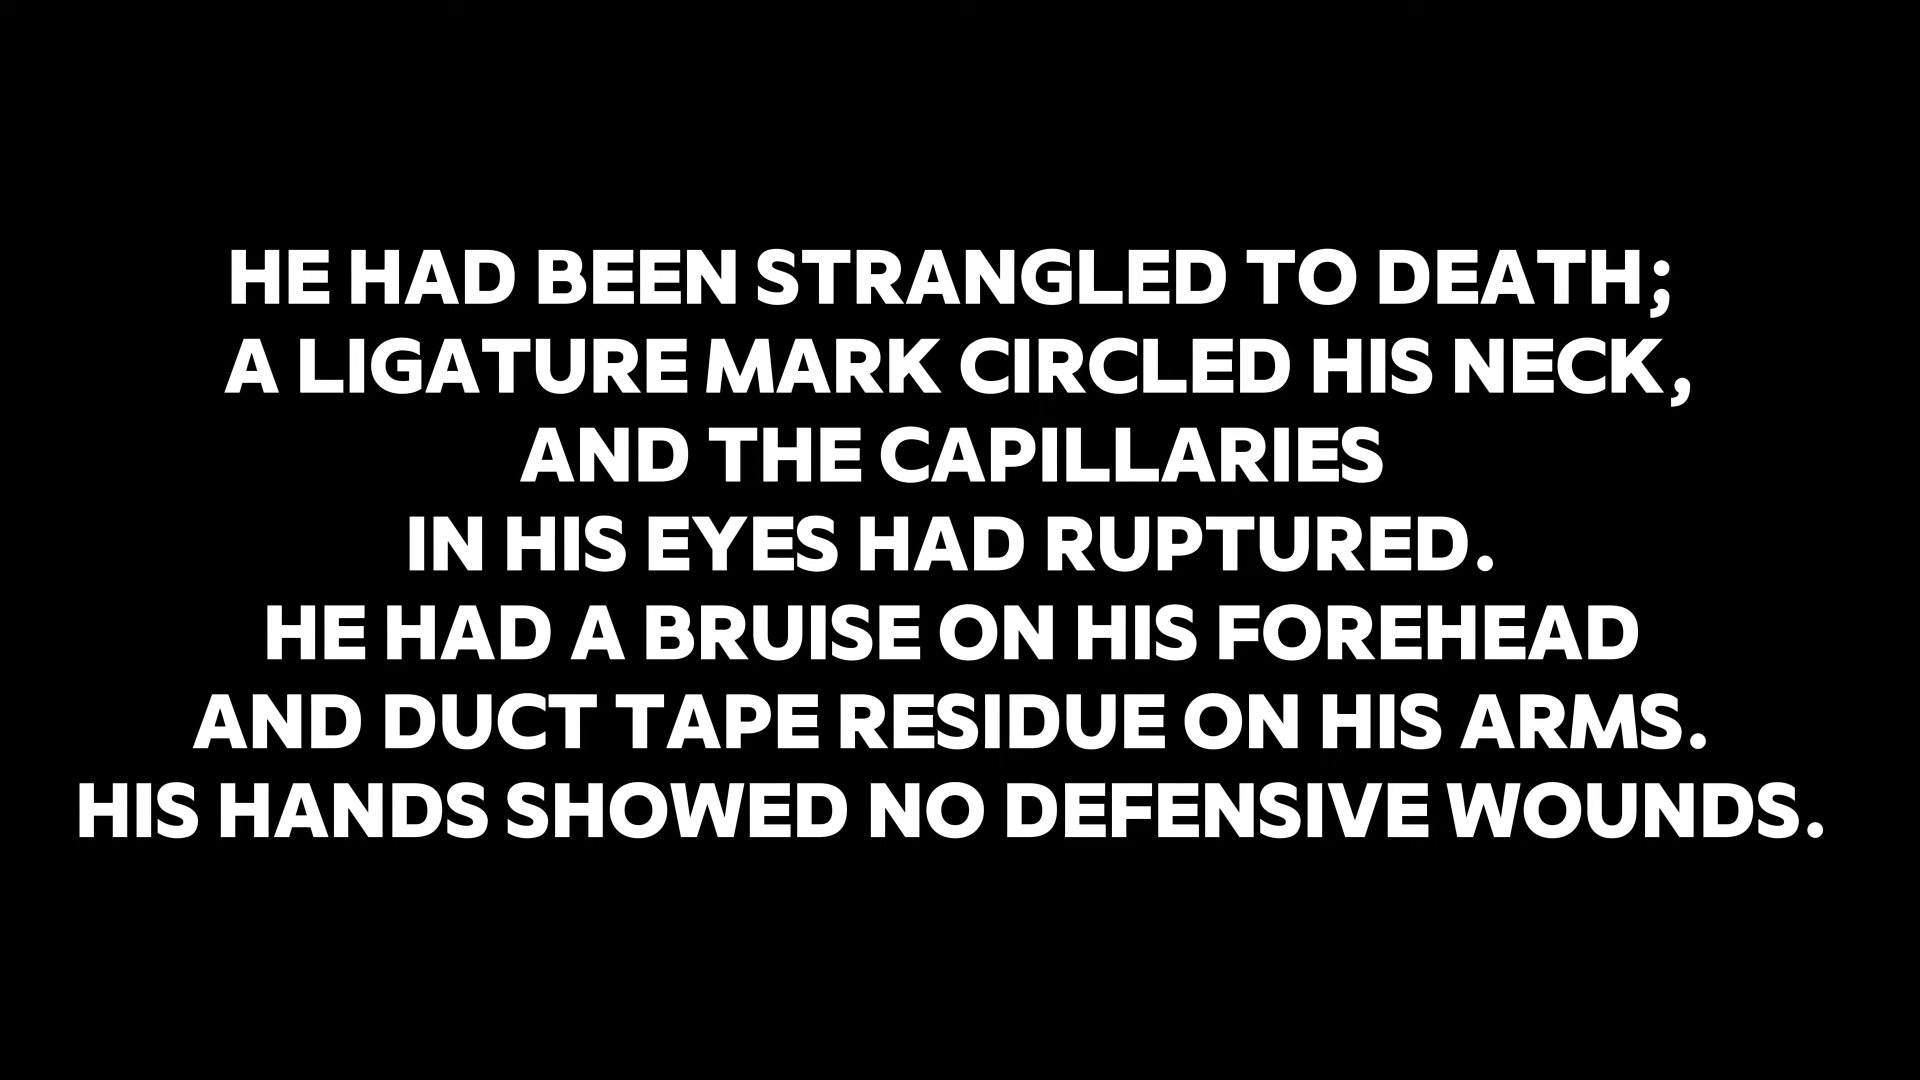 HE HAD BEEN STRANGLED TO DEATH;
A LIGATURE MARK CIRCLED HIS NECK,
AND THE CAPILLARIES
IN HIS EYES HAD RUPTURED.
HE HAD A BRUISE ON HIS FOREHEAD
AND DUCT TAPE RESIDUE ON HIS ARMS.
HIS HANDS SHOWED NO DEFENSIVE WOUNDS.